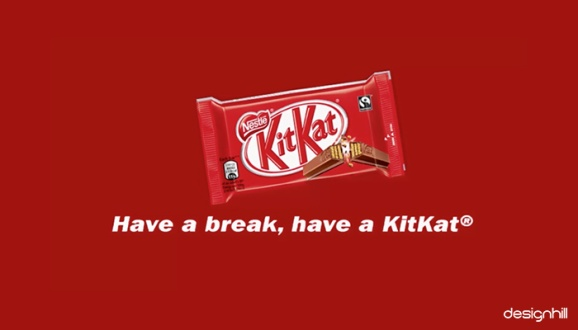 Nestlé
KitKat
Have a break, have a KitKat®
designhill